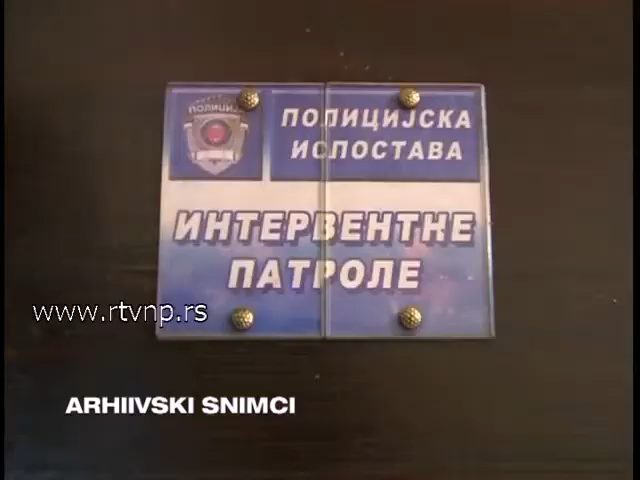 ПОЛИЦИЈСКА
ИСПОСТАВА
ИНТЕРВЕНТНЕ
ПАТРОЛЕ
www.rtvnp.rs
ARHIIVSKI SNIMCI